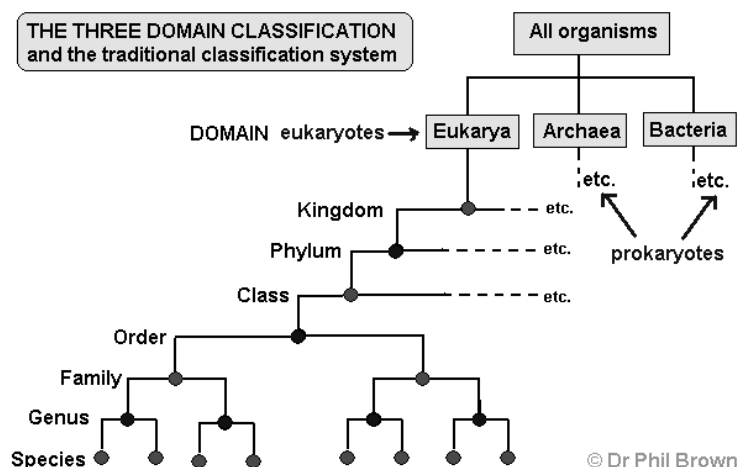 THE THREE DOMAIN CLASSIFICATION
and the traditional classification system
All organisms
DOMAIN eukaryotes
Eukarya
Archaea
Bacteria
etc.
etc.
Kingdom
etc.
Phylum
etc.
prokaryotes
Class
etc.
Order
Family
Genus
Species
© Dr Phil Brown